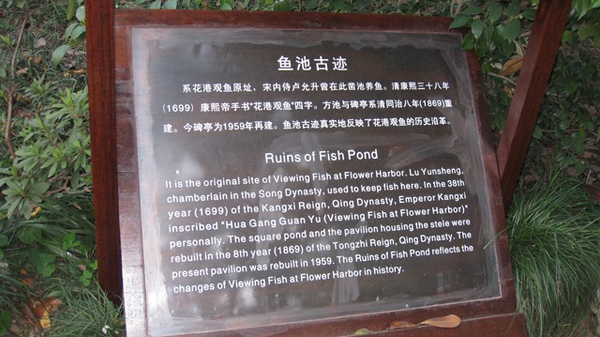 鱼池古迹
系花港观鱼原址，宋内侍卢允升曾在此凿池养鱼。清康熙三十八年
(1699) 康熙帝手书"花港观鱼"四字。方池与碑亭系清同治八年(1869)重
建。今碑亭为1959年再建。鱼池古迹真实地反映了花港观鱼的历史沿革。
Ruins of Fish Pond
It is the original site of Viewing Fish at Flower Harbor. Lu Yunsheng,
chamberlain in the Song Dynasty, used to keep fish here. In the 38th
year (1699) of the Kangxi Reign, Qing Dynasty, Emperor Kangxi
inscribed "Hua Gang Guan Yu (Viewing Fish at Flower Harbor)"
personally. The square pond and the pavilion housing the stele were
rebuilt in the 8th year (1869) of the Tongzhi Reign, Qing Dynasty. The
present pavilion was rebuilt in 1959. The Ruins of Fish Pond reflects the
changes of Viewing Fish at Flower Harbor in history.